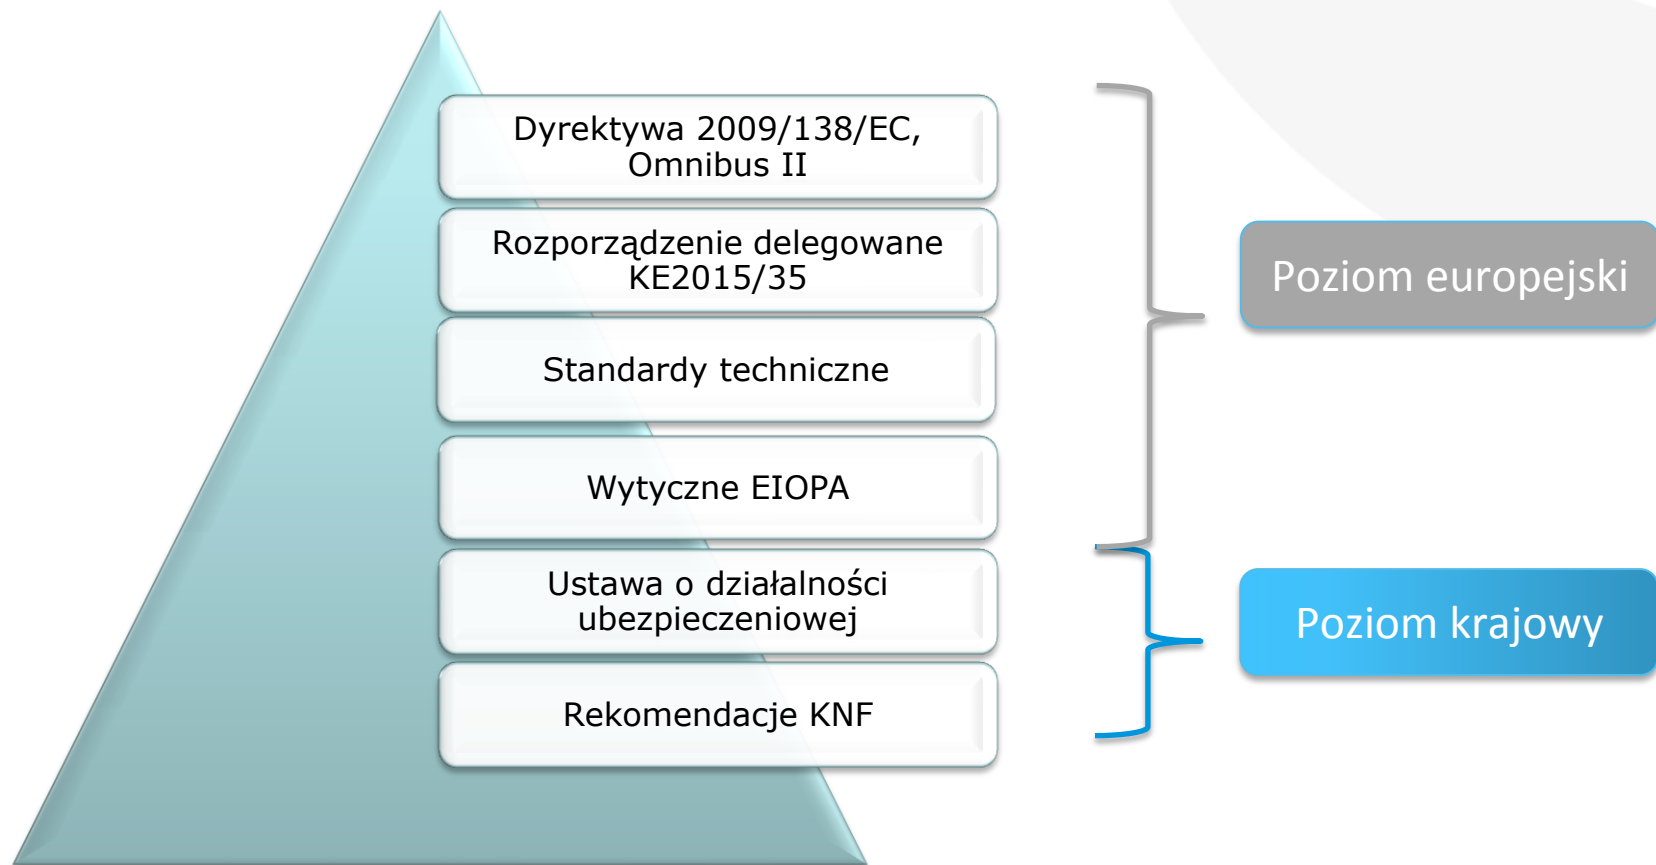 Dyrektywa 2009/138/EC,
Omnibus II
Rozporządzenie delegowane
KE2015/35
Standardy techniczne
Wytyczne EIOPA
Ustawa o działalności
ubezpieczeniowej
Rekomendacje KNF
Poziom europejski
Poziom krajowy